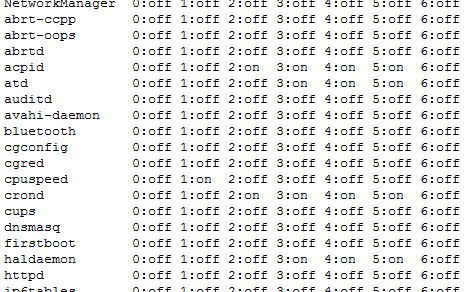 NetworkManager 0:off 1:off 2:off 3:off 4:off 5:off 6:off
abrt-ccpp 0:off 1:off 2:off 3:off 4:off 5:off 6:off
abrt-oops 0:off 1:off 2:off 3:off 4:off 5:off 6:off
abrtd 0:off 1:off 2:off 3:off 4:off 5:off 6:off
acpid 0:off 1:off 2:on 3:on 4:on 5:on 6:off
atd 0:off 1:off 2:off 3:on 4:on 5:on 6:off
auditd 0:off 1:off 2:off 3:off 4:off 5:off 6:off
avahi-daemon 0:off 1:off 2:off 3:off 4:off 5:off 6:off
bluetooth 0:off 1:off 2:off 3:off 4:off 5:off 6:off
cgconfig 0:off 1:off 2:off 3:off 4:off 5:off 6:off
cgred 0:off 1:off 2:off 3:off 4:off 5:off 6:off
cpuspeed 0:off 1:on 2:off 3:off 4:off 5:off 6:off
crond 0:off 1:off 2:on 3:on 4:on 5:on 6:off
cups 0:off 1:off 2:off 3:off 4:off 5:off 6:off
dnsmasq 0:off 1:off 2:off 3:off 4:off 5:off 6:off
firstboot 0:off 1:off 2:off 3:off 4:off 5:off 6:off
haldaemon 0:off 1:off 2:off 3:on 4:on 5:on 6:off
httpd 0:off 1:off 2:off 3:off 4:off 5:off 6:off
ip6tables 0:off 1:off 2:off 3:off 4:off 5:off 6:off